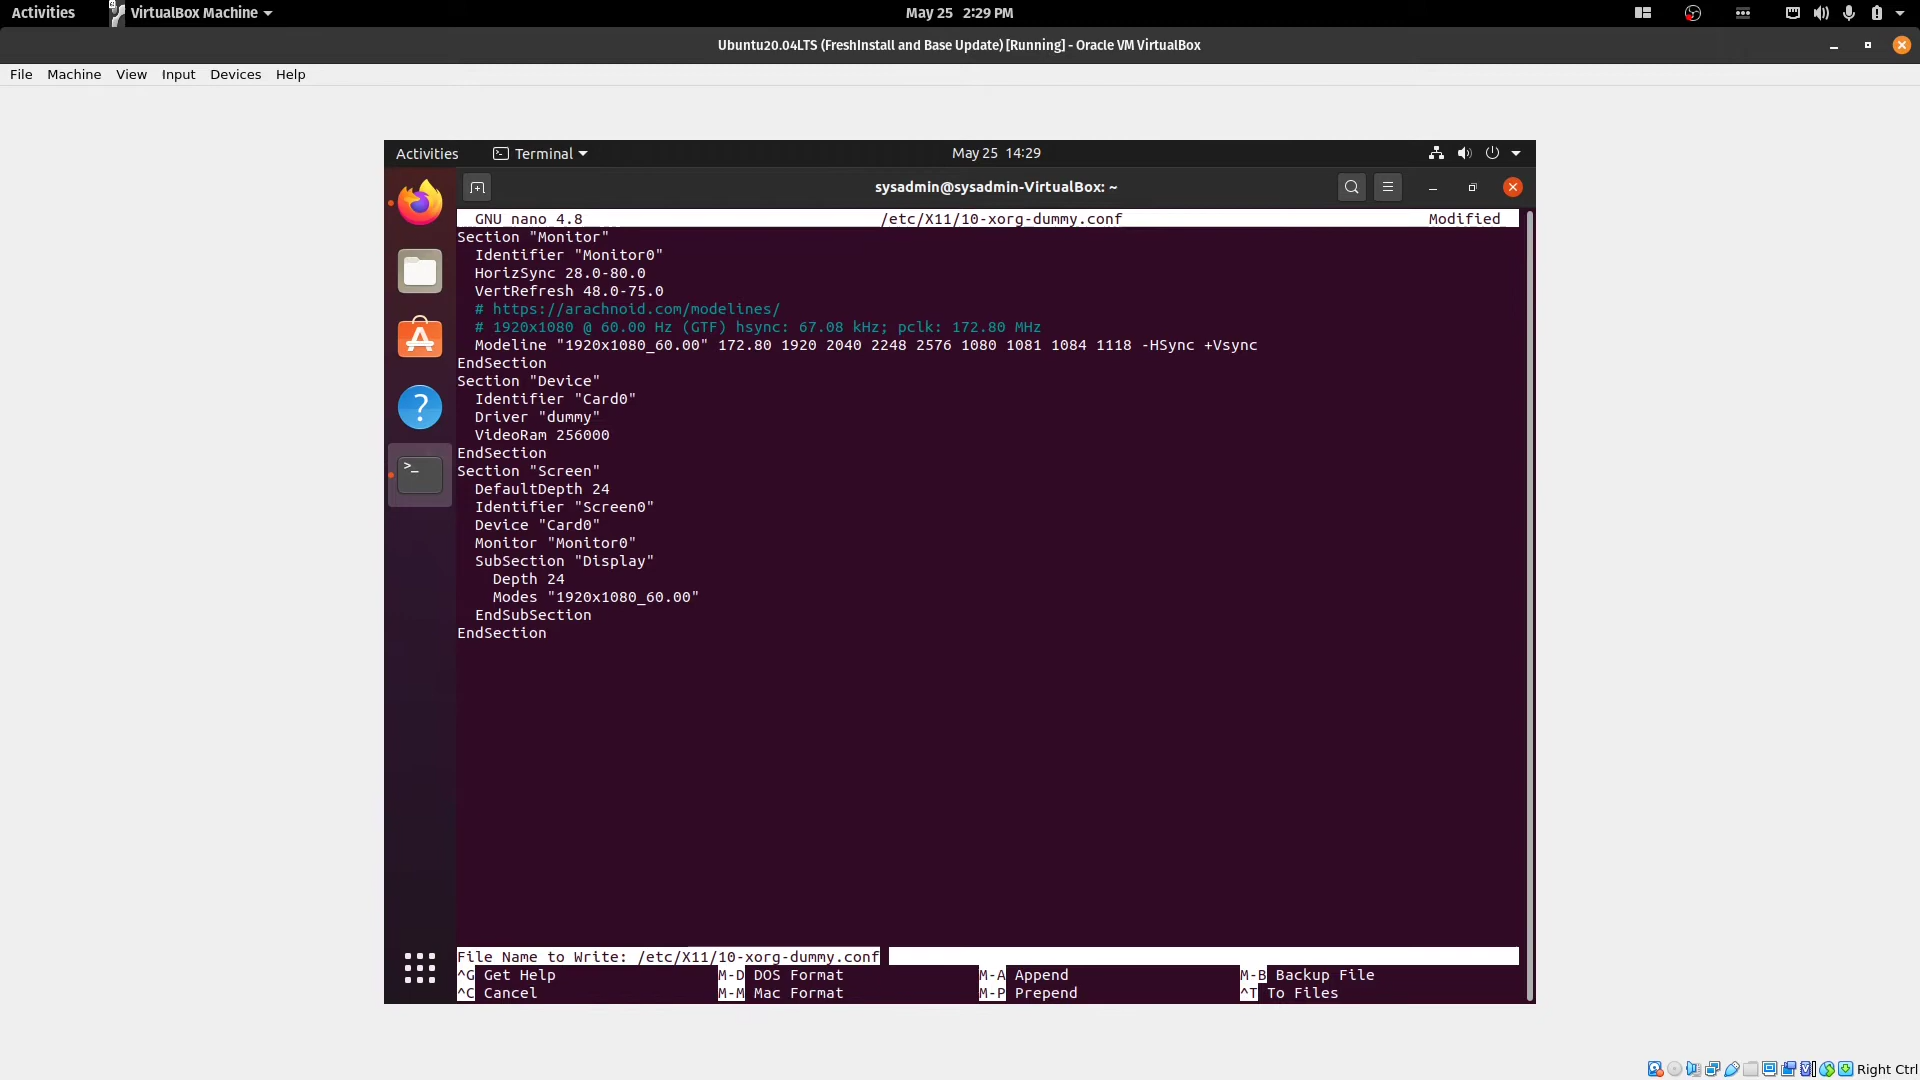 Activities VirtualBox Machine May 25 2:29 PM
Ubuntu20.04LTS (FreshInstall and Base Update) [Running] - Oracle VM VirtualBox
File Machine View Input Devices Help
Activities Terminal May 25 14:29
sysadmin@sysadmin-VirtualBox: ~
GNU nano 4.8 /etc/X11/10-xorg-dummy.conf Modified
Section "Monitor"
  Identifier "Monitor0"
  HorizSync 28.0-80.0
  VertRefresh 48.0-75.0
  # https://arachnoid.com/modelines/
  # 1920x1080 @ 60.00 Hz (GTF) hsync: 67.08 kHz; pclk: 172.80 MHz
  Modeline "1920x1080_60.00" 172.80 1920 2040 2248 2576 1080 1081 1084 1118 -HSync +Vsync
EndSection
Section "Device"
  Identifier "Card0"
  Driver "dummy"
  VideoRam 256000
EndSection
Section "Screen"
  DefaultDepth 24
  Identifier "Screen0"
  Device "Card0"
  Monitor "Monitor0"
  SubSection "Display"
    Depth 24
    Modes "1920x1080_60.00"
  EndSubSection
EndSection
File Name to Write: /etc/X11/10-xorg-dummy.conf
^G Get Help M-D DOS Format M-A Append M-B Backup File
^C Cancel M-M Mac Format M-P Prepend ^T To Files
Right Ctrl